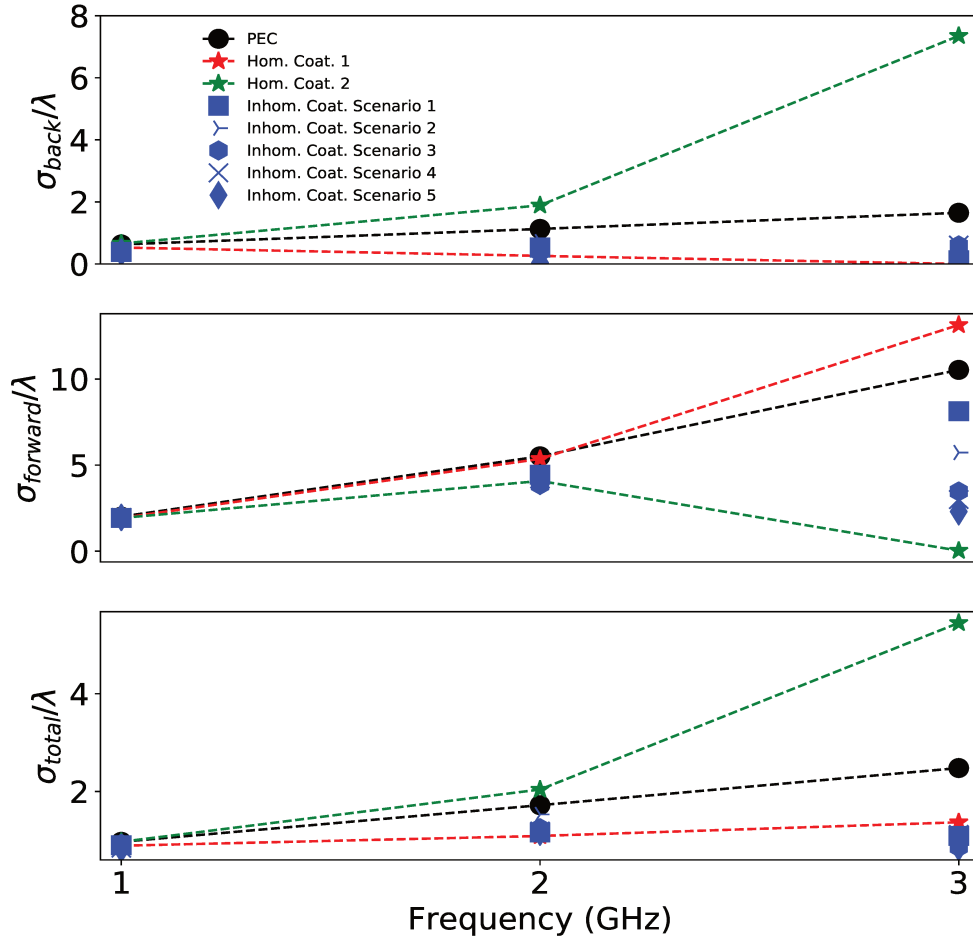 8
6
4
2
0
σback/λ
PEC
Hom. Coat. 1
Hom. Coat. 2
Inhom. Coat. Scenario 1
Inhom. Coat. Scenario 2
Inhom. Coat. Scenario 3
Inhom. Coat. Scenario 4
Inhom. Coat. Scenario 5
10
5
0
σforward/λ
4
2
σtotal/λ
1 2 3
Frequency (GHz)